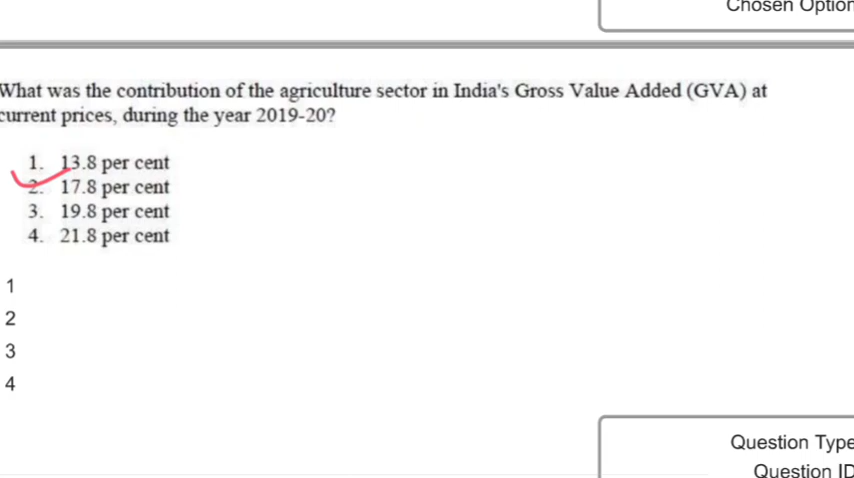 Chosen Option
What was the contribution of the agriculture sector in India's Gross Value Added (GVA) at
current prices, during the year 2019-20?
1. 13.8 per cent
2. 17.8 per cent
3. 19.8 per cent
4. 21.8 per cent
1
2
3
4
Question Type
Question ID